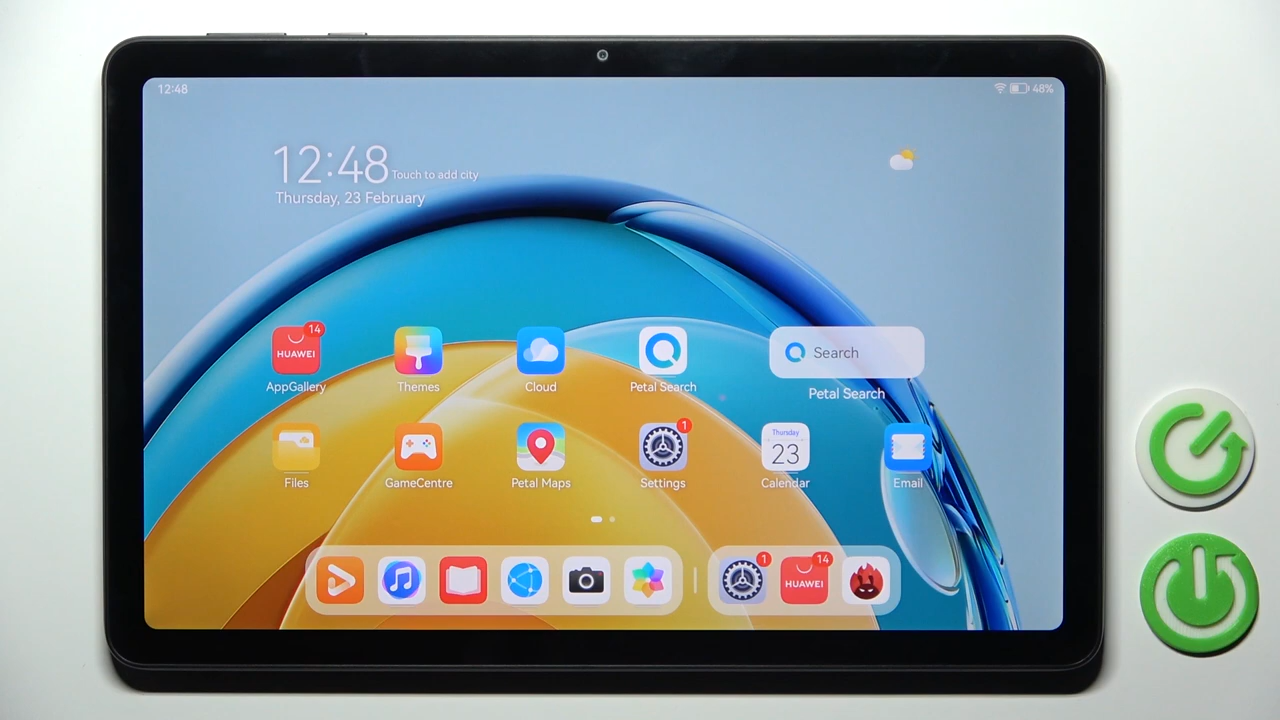 12:48
48%
12:48 Touch to add city
Thursday, 23 February
14
HUAWEI
AppGallery
Themes
Cloud
Petal Search
Search
Petal Search
Files
GameCentre
Petal Maps
1
Settings
Thursday
23
Calendar
Email
1
14
HUAWEI